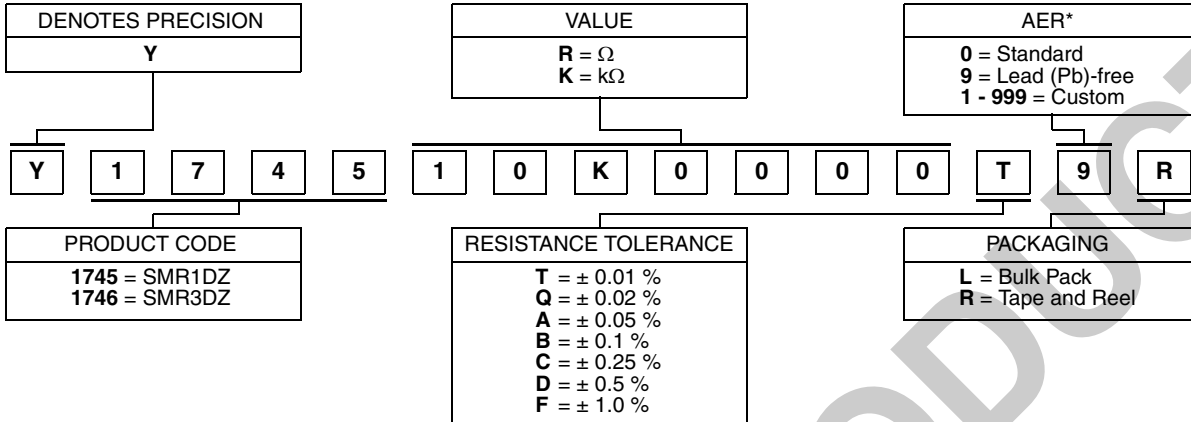 DENOTES PRECISION
Y
VALUE
R = Ω
K = kΩ
AER*
0 = Standard
9 = Lead (Pb)-free
1 - 999 = Custom
Y 1 7 4 5 1 0 K 0 0 0 0 T 9 R
PRODUCT CODE
1745 = SMR1DZ
1746 = SMR3DZ
RESISTANCE TOLERANCE
T = ± 0.01 %
Q = ± 0.02 %
A = ± 0.05 %
B = ± 0.1 %
C = ± 0.25 %
D = ± 0.5 %
F = ± 1.0 %
PACKAGING
L = Bulk Pack
R = Tape and Reel